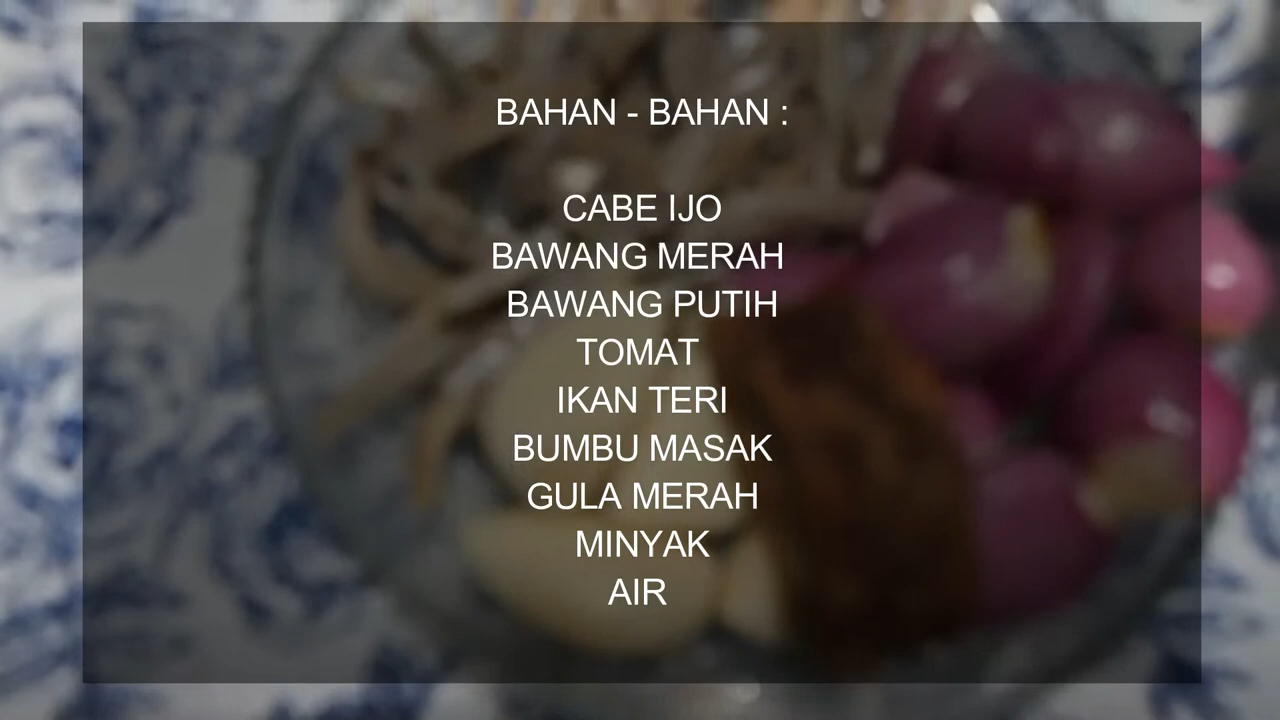 BAHAN - BAHAN :
CABE IJO
BAWANG MERAH
BAWANG PUTIH
TOMAT
IKAN TERI
BUMBU MASAK
GULA MERAH
MINYAK
AIR